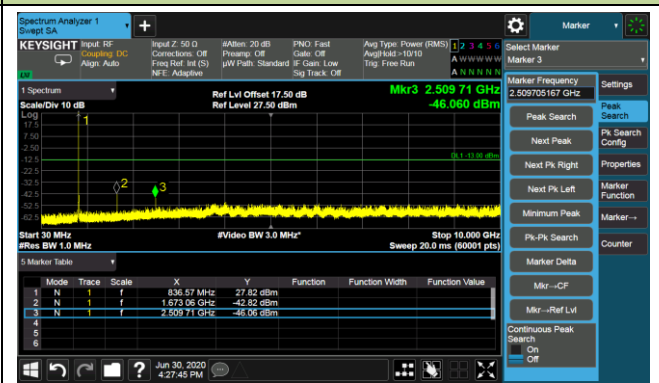 Spectrum Analyzer 1
Swept SA
+
Marker
KEYSIGHT
Input: RF
Coupling: DC
Align: Auto
Input Z: 50 Ω
Corrections: Off
Freq Ref: Int (S)
NFE: Adaptive
#Atten: 20 dB
Preamp: Off
µW Path: Standard
PNO: Fast
Gate: Off
IF Gain: Low
Sig Track: Off
Avg Type: Power (RMS)
Avg|Hold:>10/10
Trig: Free Run
1 2 3 4 5 6
A W W W W W
A N N N N N
Select Marker
Marker 3
1 Spectrum
Scale/Div 10 dB
Ref Lvl Offset 17.50 dB
Ref Level 27.50 dBm
Mkr3 2.509 71 GHz
-46.060 dBm
Log
17.5
7.50
-2.50
-12.5
-22.5
-32.5
-42.5
-52.5
-62.5
1
2
3
DL1 -13.00 dBm
Start 30 MHz
#Res BW 1.0 MHz
#Video BW 3.0 MHz*
Stop 10.000 GHz
Sweep 20.0 ms (60001 pts)
5 Marker Table
Mode Trace Scale X Y Function Function Width Function Value
1 N 1 f 836.57 MHz 27.82 dBm
2 N 1 f 1.673 06 GHz -42.82 dBm
3 N 1 f 2.509 71 GHz -46.06 dBm
4
5
6
Marker Frequency
2.509705167 GHz
Peak Search
Next Peak
Next Pk Right
Next Pk Left
Minimum Peak
Pk-Pk Search
Marker Delta
Mkr→CF
Mkr→Ref Lvl
Continuous Peak
Search
On
Off
Settings
Peak
Search
Pk Search
Config
Properties
Marker
Function
Marker→
Counter
?
Jun 30, 2020
4:27:45 PM